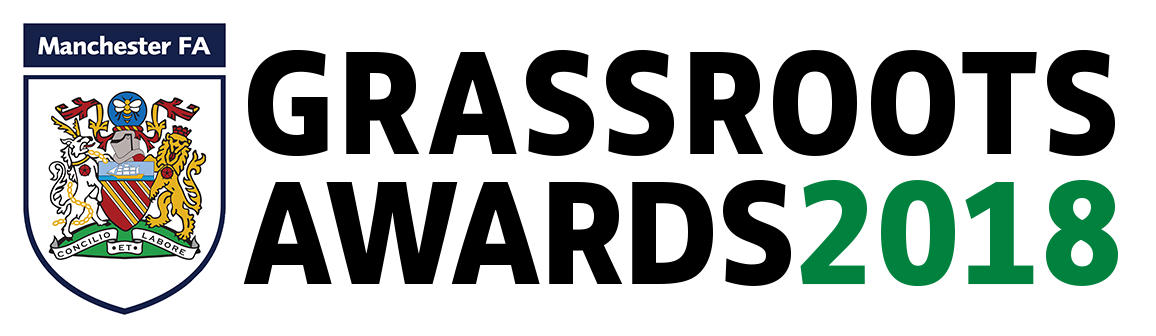 Manchester FA
GRASSROOTS
AWARDS2018
CONCILIO ET LABORE